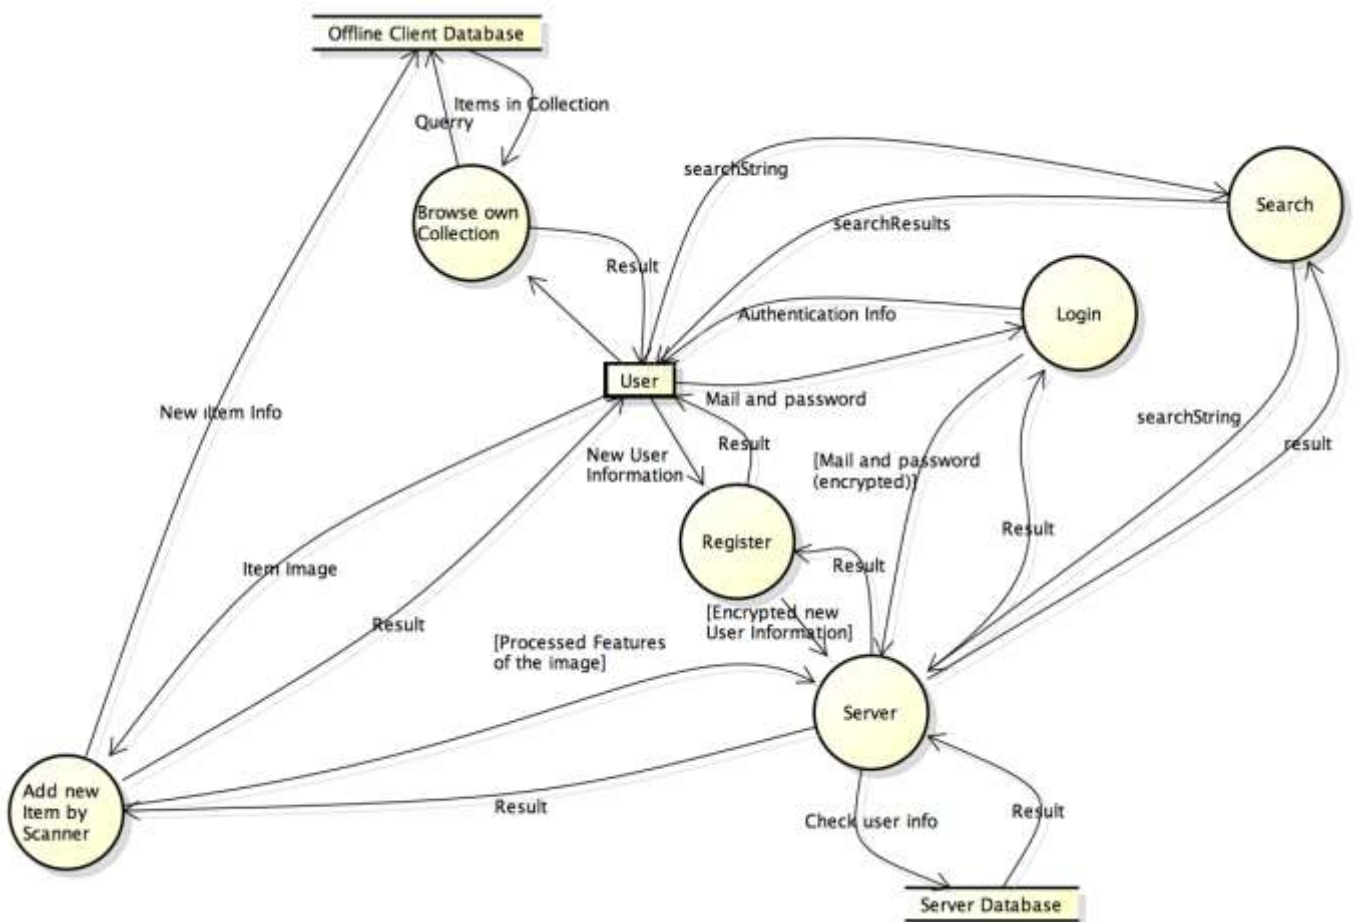 Offline Client Database
Items in Collection
Querry
searchString
Search
Browse own
Collection
searchResults
Result
Authentication Info
Login
User
Mail and password
New iItem Info
searchString
Result
result
New User
Information
[Mail and password
(encrypted)]
Result
Register
Item Image
Result
[Encrypted new
User Information]
Result
[Processed Features
of the image]
Server
Add new
Item by
Scanner
Result
Check user info
Result
Server Database